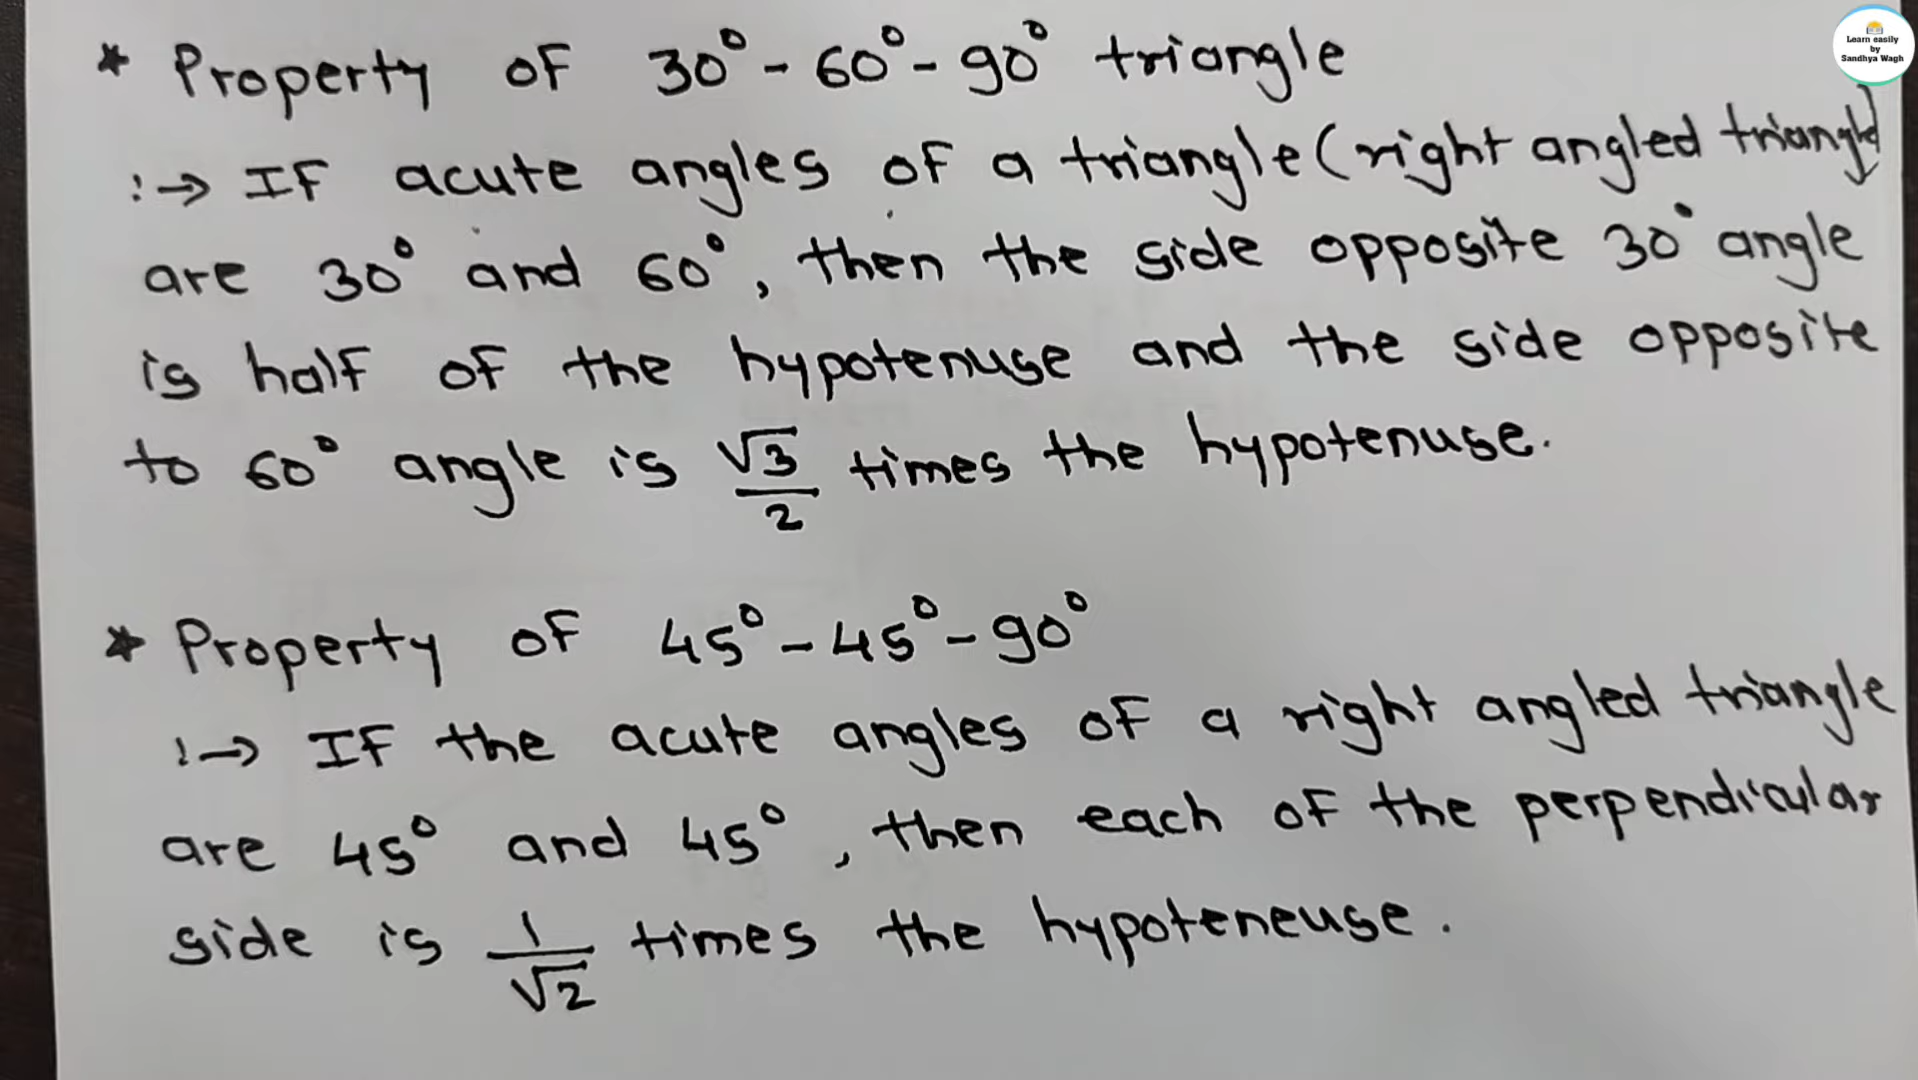 Learn easily
by
Sandhya Wagh
* Property of 30° - 60° - 90° triangle
:→ If acute angles of a triangle (right angled triangle)
are 30° and 60°, then the side opposite 30° angle
is half of the hypotenuse and the side opposite
to 60° angle is √3/2 times the hypotenuse.
* Property of 45° - 45° - 90°
:→ If the acute angles of a right angled triangle
are 45° and 45°, then each of the perpendicular
side is 1/√2 times the hypoteneuse.